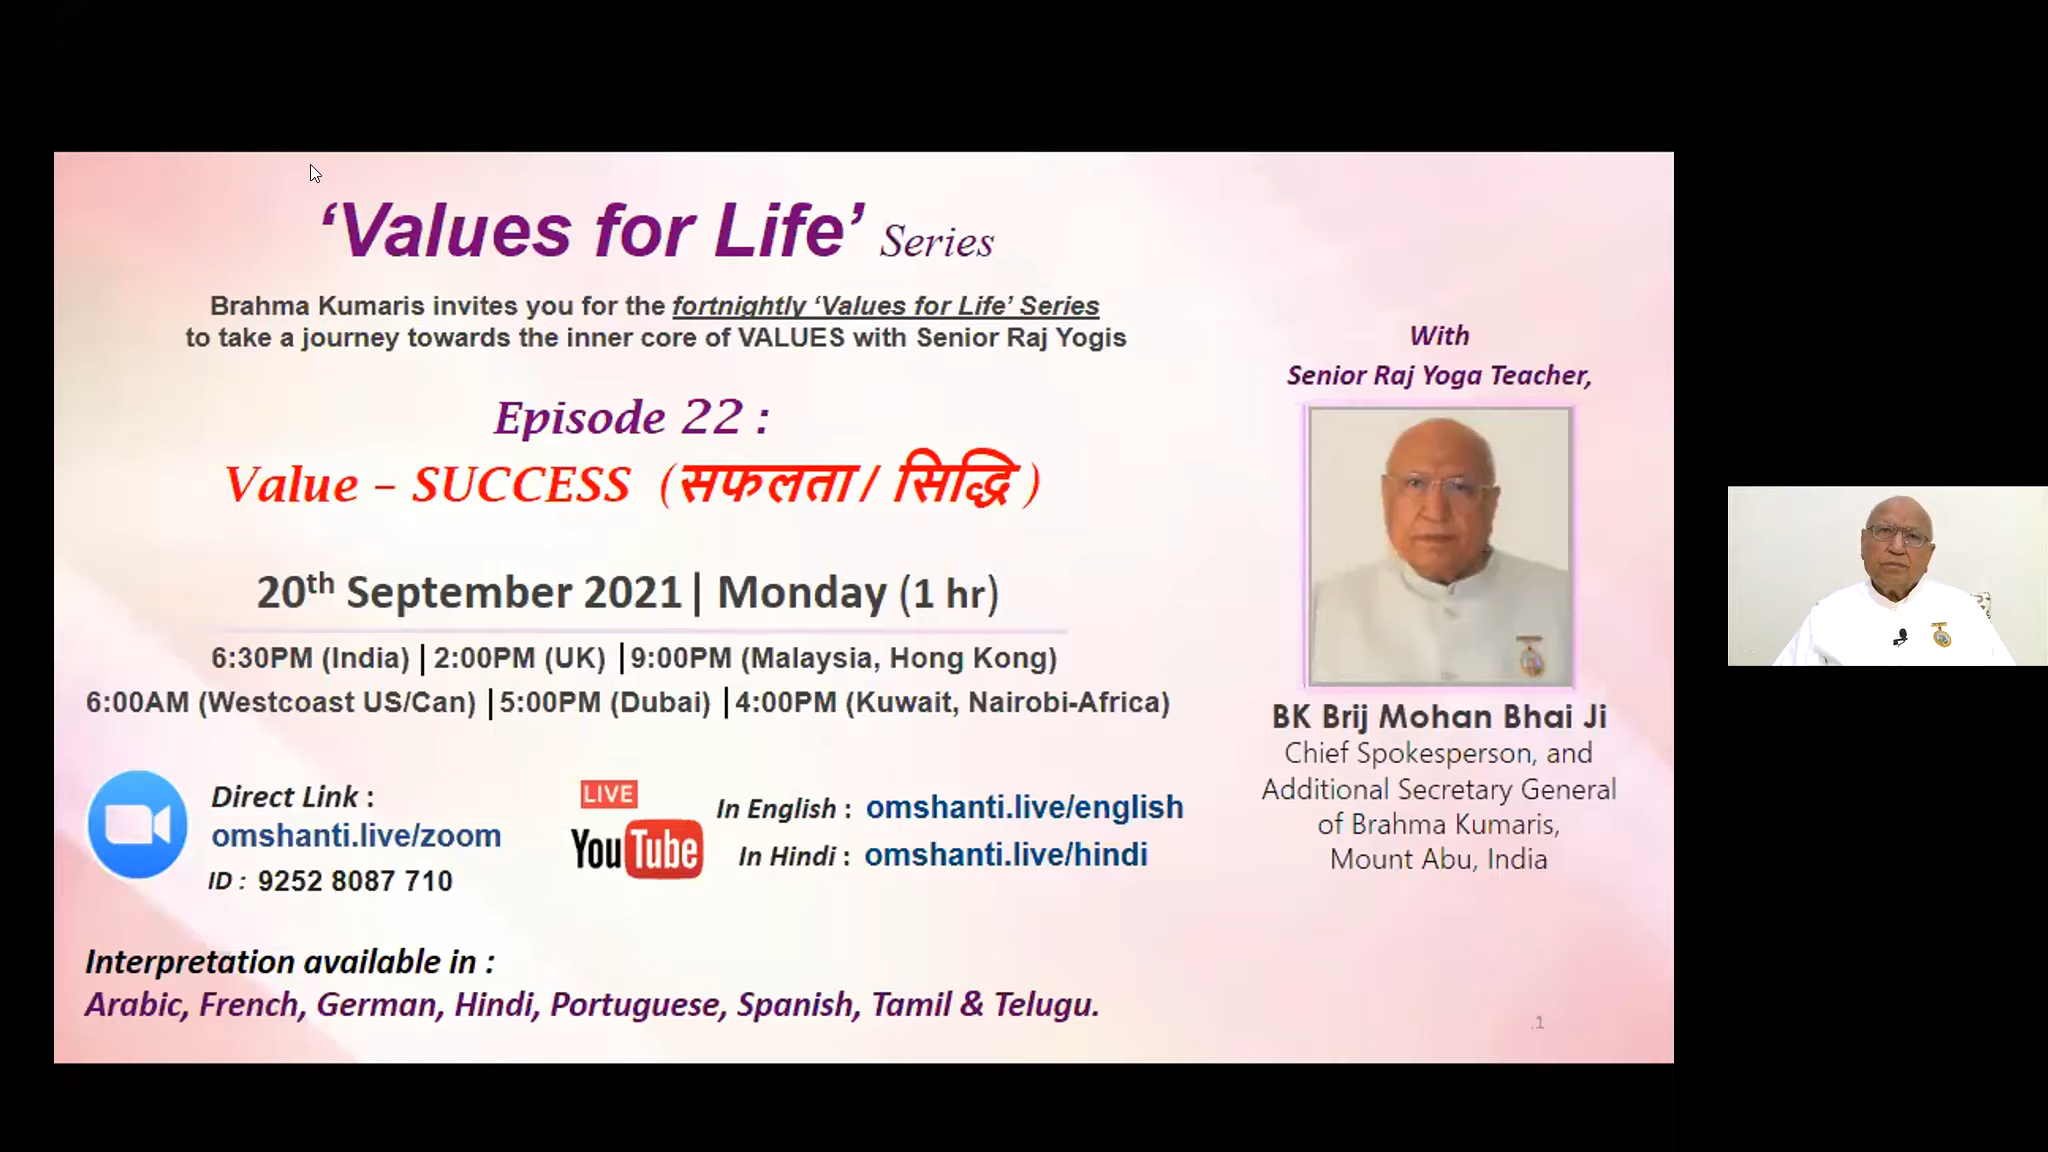 ‘Values for Life’ Series
Brahma Kumaris invites you for the fortnightly ‘Values for Life’ Series
to take a journey towards the inner core of VALUES with Senior Raj Yogis
Episode 22 :
Value – SUCCESS (सफलता / सिद्धि )
20th September 2021| Monday (1 hr)
6:30PM (India) | 2:00PM (UK) | 9:00PM (Malaysia, Hong Kong)
6:00AM (Westcoast US/Can) | 5:00PM (Dubai) | 4:00PM (Kuwait, Nairobi-Africa)
Direct Link :
omshanti.live/zoom
ID : 9252 8087 710
LIVE
YouTube
In English : omshanti.live/english
In Hindi : omshanti.live/hindi
Interpretation available in :
Arabic, French, German, Hindi, Portuguese, Spanish, Tamil & Telugu.
With
Senior Raj Yoga Teacher,
BK Brij Mohan Bhai Ji
Chief Spokesperson, and
Additional Secretary General
of Brahma Kumaris,
Mount Abu, India
.1